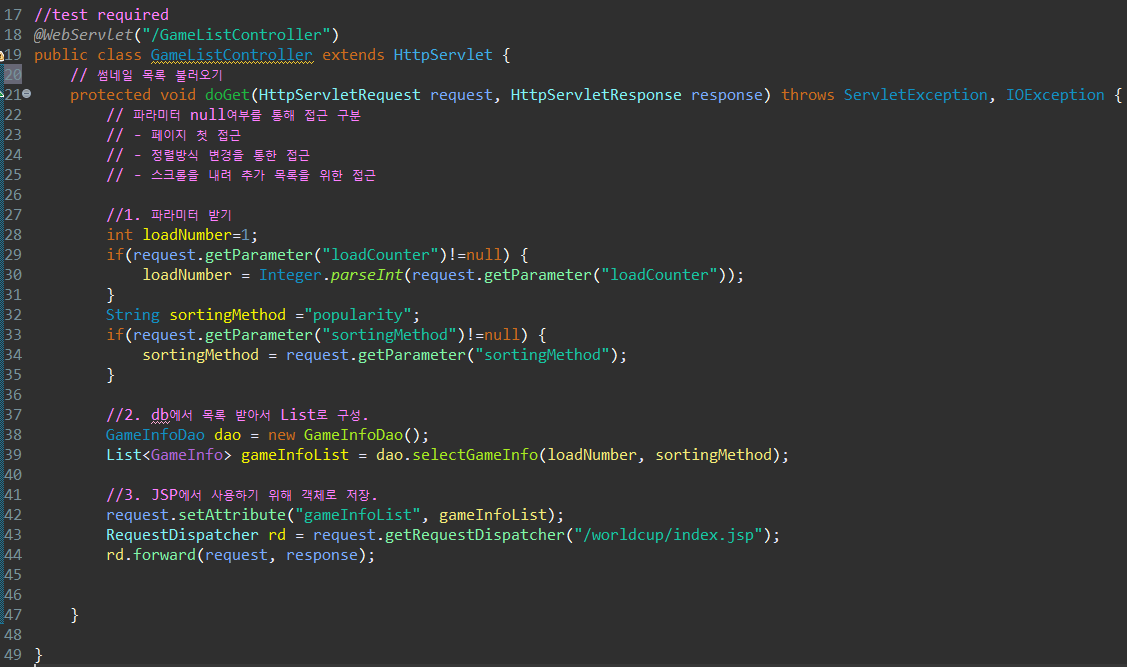 17 //test required
18 @WebServlet("/GameListController")
19 public class GameListController extends HttpServlet {
20 // 썸네일 목록 불러오기
21 protected void doGet(HttpServletRequest request, HttpServletResponse response) throws ServletException, IOException {
22 // 파라미터 null여부를 통해 접근 구분
23 // - 페이지 첫 접근
24 // - 정렬방식 변경을 통한 접근
25 // - 스크롤을 내려 추가 목록을 위한 접근
26
27 //1. 파라미터 받기
28 int loadNumber=1;
29 if(request.getParameter("loadCounter")!=null) {
30 loadNumber = Integer.parseInt(request.getParameter("loadCounter"));
31 }
32 String sortingMethod ="popularity";
33 if(request.getParameter("sortingMethod")!=null) {
34 sortingMethod = request.getParameter("sortingMethod");
35 }
36
37 //2. db에서 목록 받아서 List로 구성.
38 GameInfoDao dao = new GameInfoDao();
39 List<GameInfo> gameInfoList = dao.selectGameInfo(loadNumber, sortingMethod);
40
41 //3. JSP에서 사용하기 위해 객체로 저장.
42 request.setAttribute("gameInfoList", gameInfoList);
43 RequestDispatcher rd = request.getRequestDispatcher("/worldcup/index.jsp");
44 rd.forward(request, response);
45
46
47 }
48
49 }